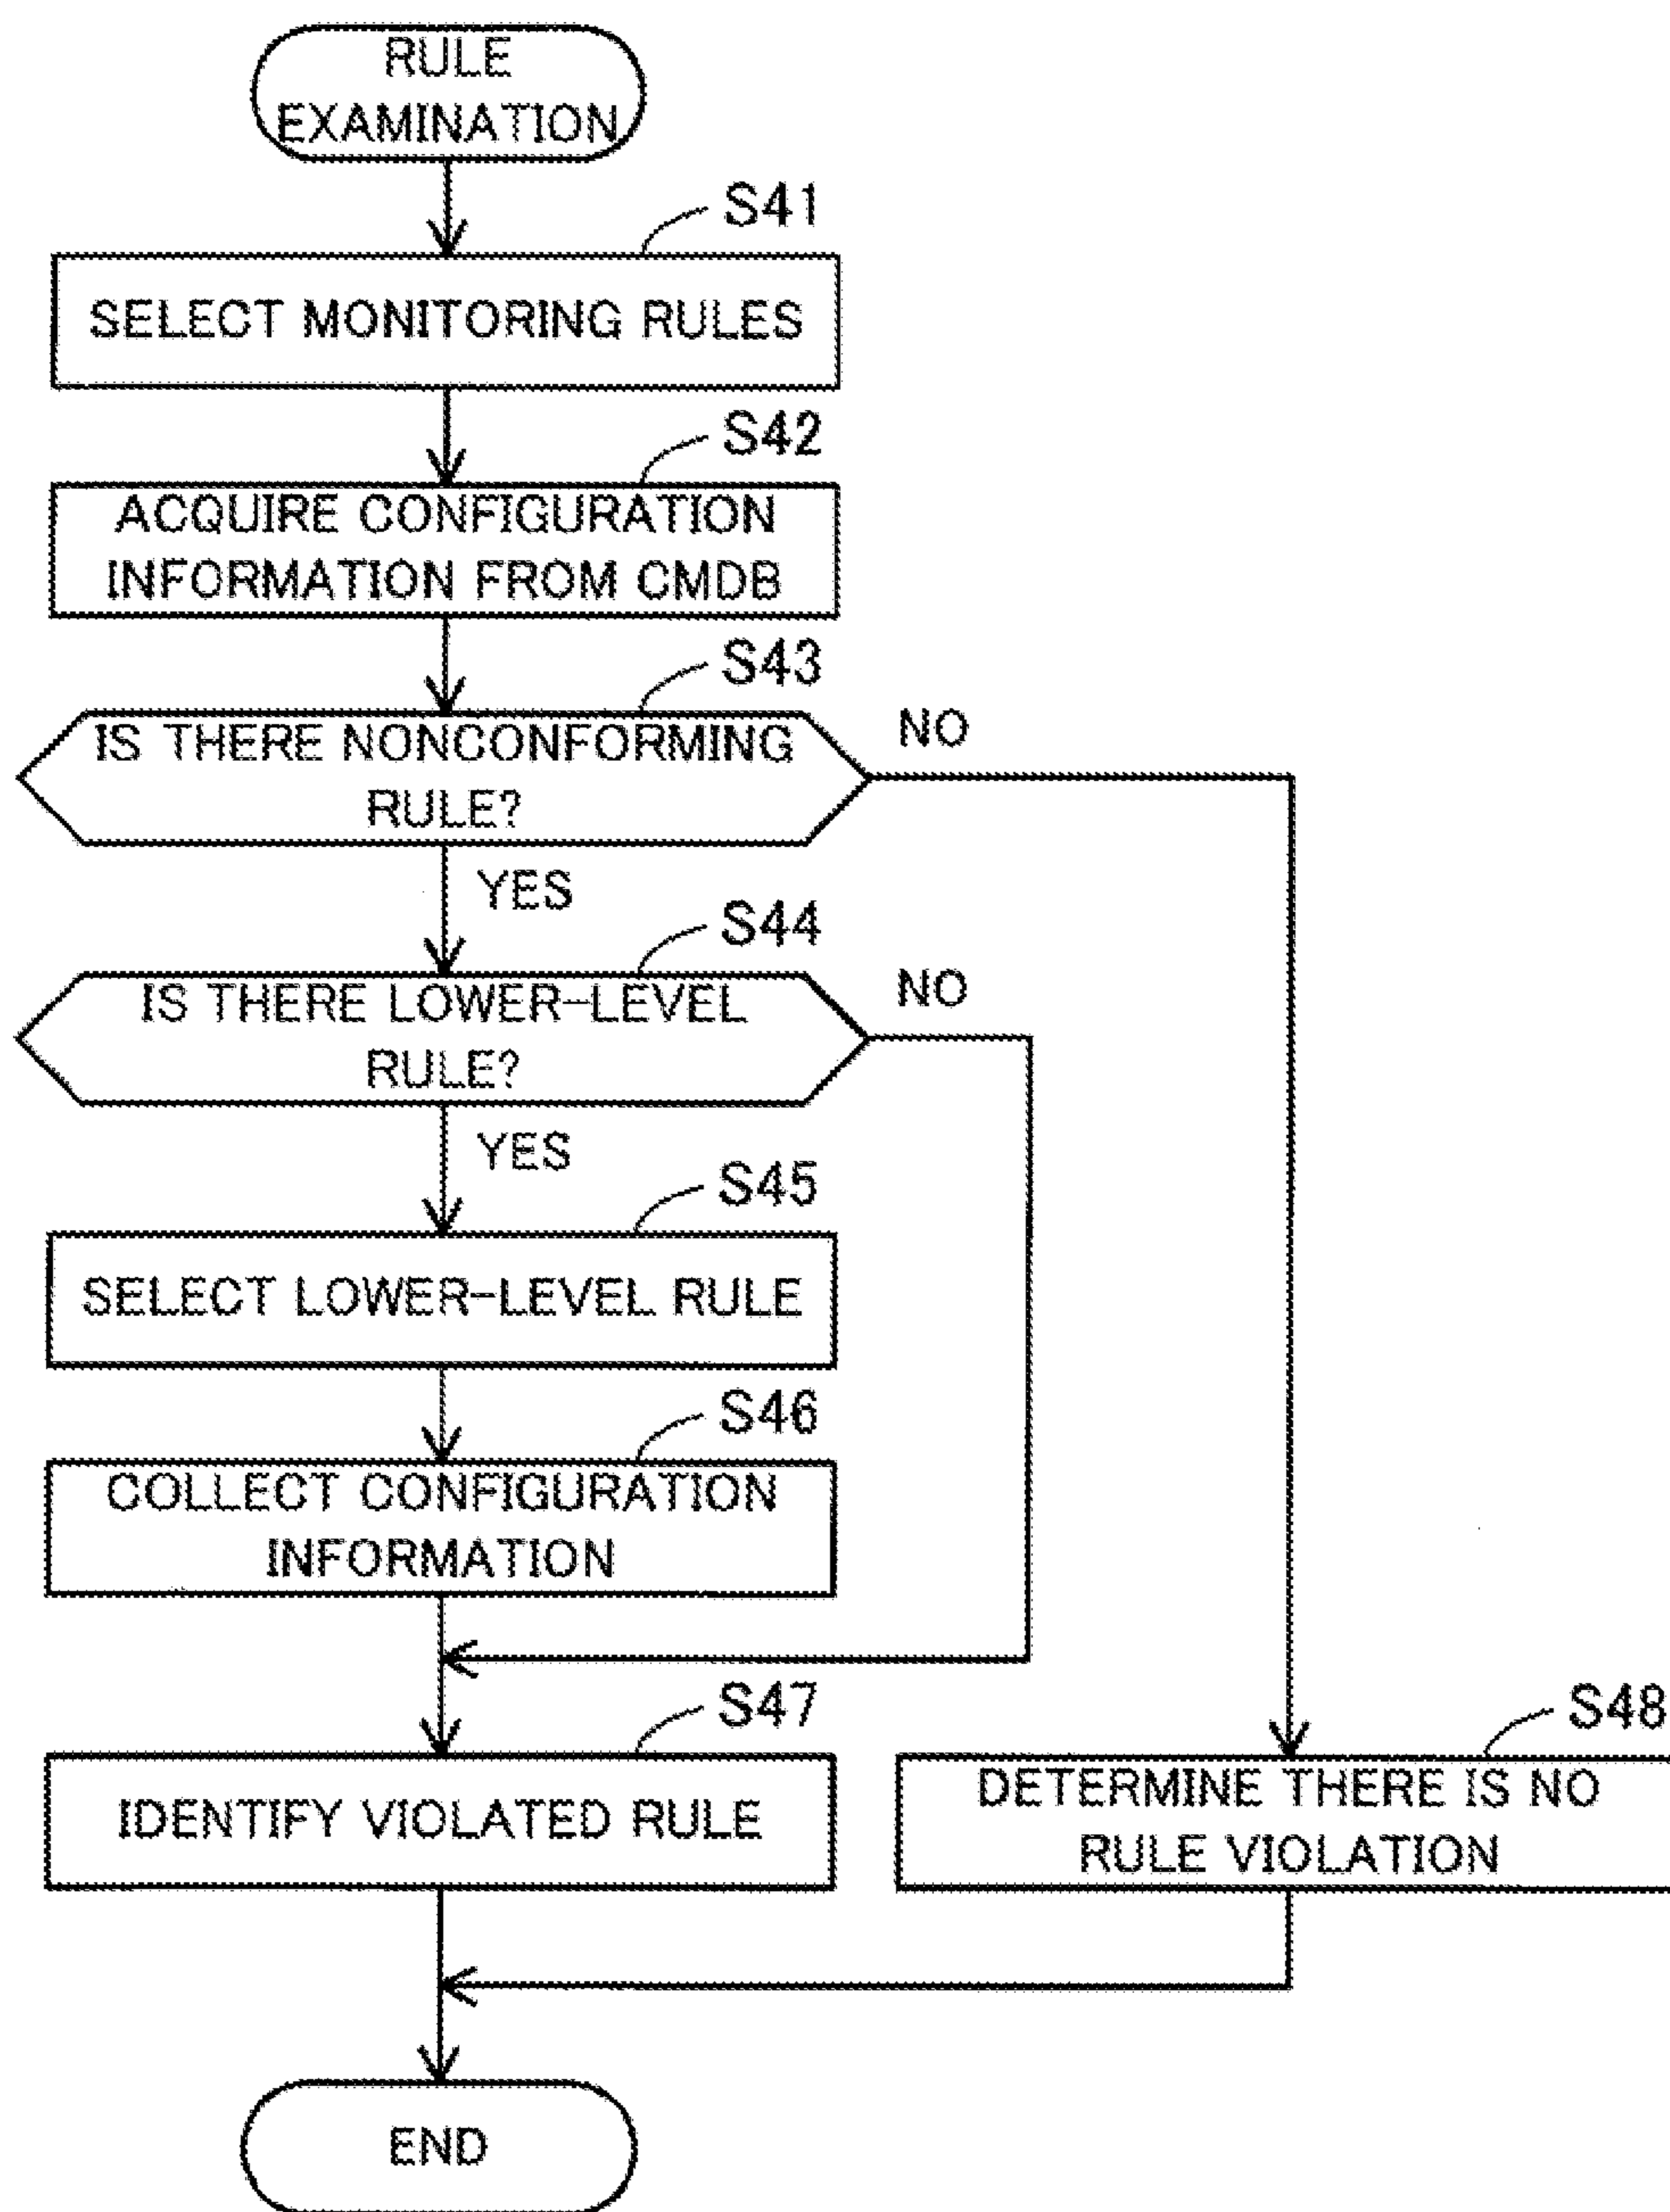 RULE
EXAMINATION
S41
SELECT MONITORING RULES
S42
ACQUIRE CONFIGURATION
INFORMATION FROM CMDB
S43
IS THERE NONCONFORMING
RULE?
NO
YES
S44
IS THERE LOWER-LEVEL
RULE?
NO
YES
S45
SELECT LOWER-LEVEL RULE
S46
COLLECT CONFIGURATION
INFORMATION
S47
IDENTIFY VIOLATED RULE
S48
DETERMINE THERE IS NO
RULE VIOLATION
END